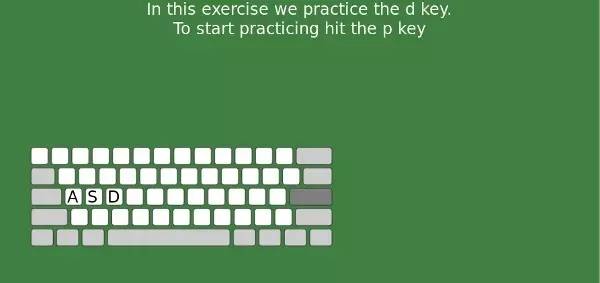 In this exercise we practice the d key.
To start practicing hit the p key
A S D